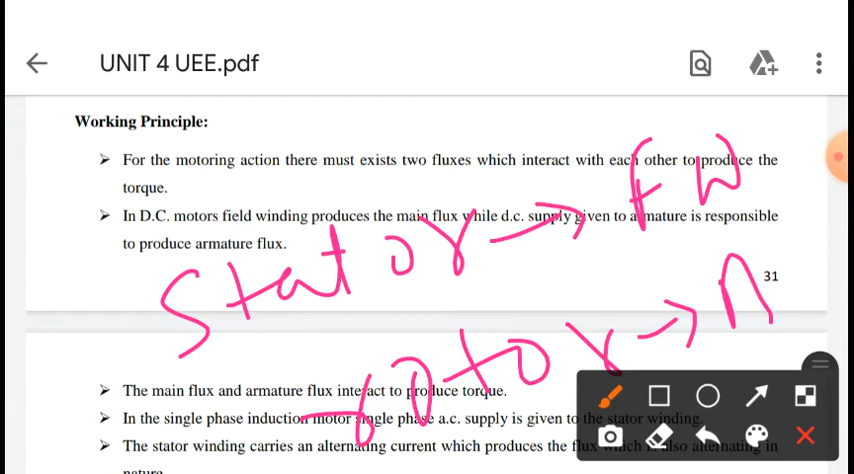 UNIT 4 UEE.pdf
Working Principle:
➤ For the motoring action there must exists two fluxes which interact with each other to produce the
torque.
➤ In D.C. motors field winding produces the main flux while d.c. supply given to armature is responsible
to produce armature flux.
Stator → FW
31
rotor → A
➤ The main flux and armature flux interact to produce torque.
➤ In the single phase induction motor single phase a.c. supply is given to the stator winding.
➤ The stator winding carries an alternating current which produces the flux which is also alternating in
nature.